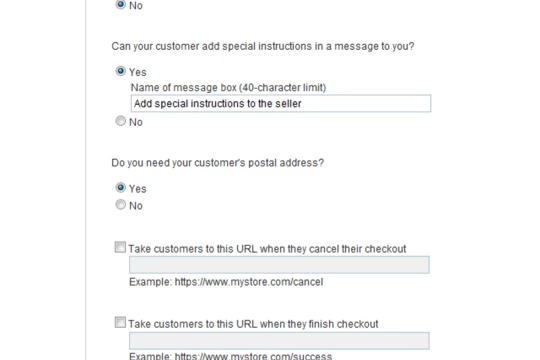 No
Can your customer add special instructions in a message to you?
Yes
Name of message box (40-character limit)
Add special instructions to the seller
No
Do you need your customer's postal address?
Yes
No
Take customers to this URL when they cancel their checkout
Example: https://www.mystore.com/cancel
Take customers to this URL when they finish checkout
Example: https://www.mystore.com/success